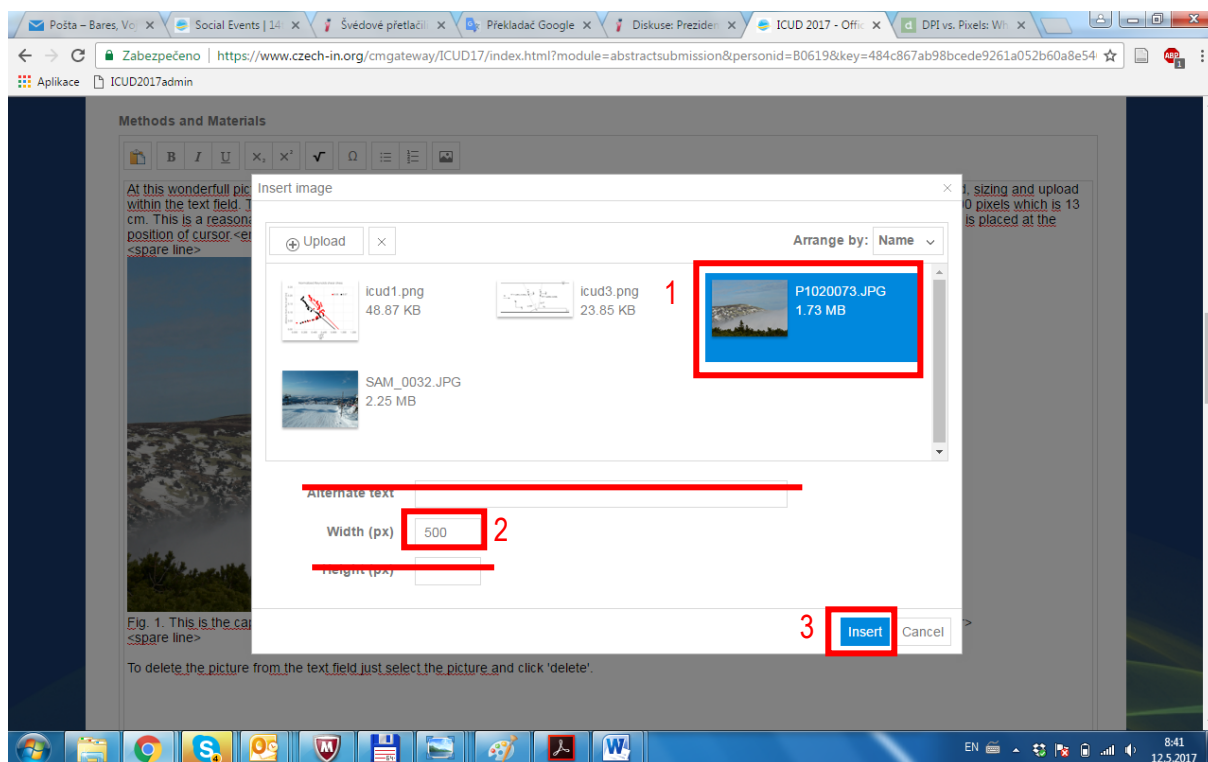 Pošta – Bares, Voj
Social Events | 14
Švédové přetlačil
Překladač Google
Diskuse: Preziden
ICUD 2017 - Offic
DPI vs. Pixels: Wh
Zabezpečeno | https://www.czech-in.org/cmgateway/ICUD17/index.html?module=abstractsubmission&personid=B0619&key=484c867ab98bcede9261a052b60a8e54
ABP
1
Aplikace ICUD2017admin
Methods and Materials
B I U x₂ x² √ Ω
At this wonderfull pic
, sizing and upload
within the text field.
0 pixels which is 13
cm. This is a reasona
is placed at the
position of cursor.<er
<spare line>
Insert image
Upload
Arrange by: Name
icud1.png
48.87 KB
icud3.png
23.85 KB
1
P1020073.JPG
1.73 MB
SAM_0032.JPG
2.25 MB
Alternate text
Width (px) 500 2
Height (px)
3 Insert Cancel
Fig. 1. This is the cap
<spare line>
To delete the picture from the text field just select the picture and click 'delete'.
EN
8:41
12.5.2017